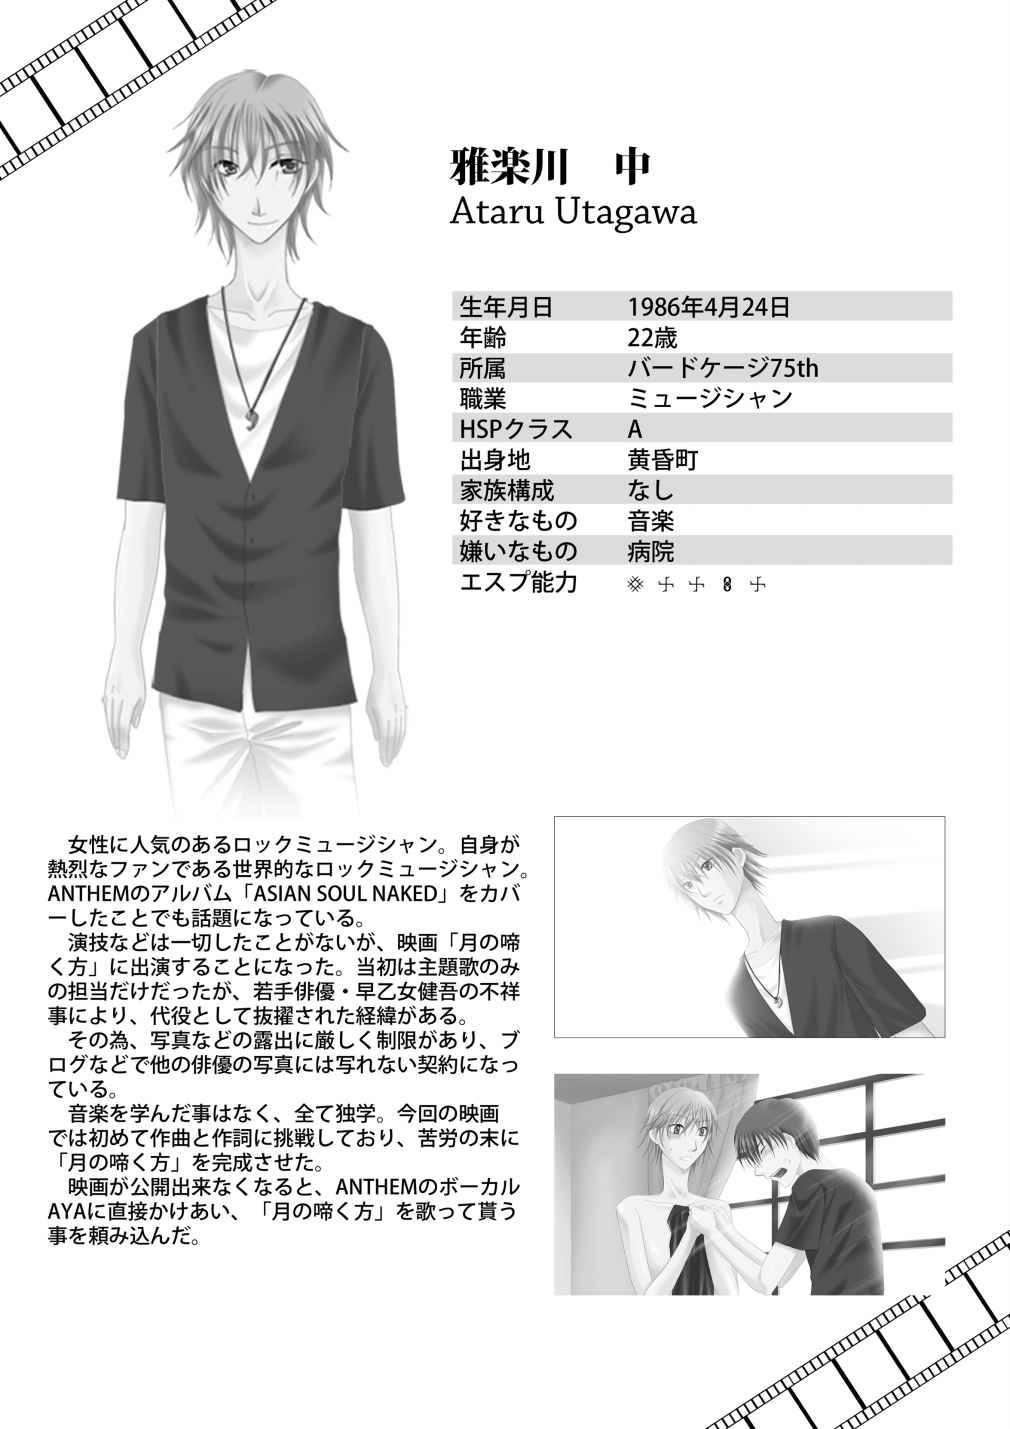 雅楽川　中
Ataru Utagawa
生年月日　1986年4月24日
年齢　22歳
所属　バードケージ75th
職業　ミュージシャン
HSPクラス　A
出身地　黄昏町
家族構成　なし
好きなもの　音楽
嫌いなもの　病院
エスプ能力
　女性に人気のあるロックミュージシャン。自身が
熱烈なファンである世界的なロックミュージシャン。
ANTHEMのアルバム「ASIAN SOUL NAKED」をカバ
ーしたことでも話題になっている。
　演技などは一切したことがないが、映画「月の啼
く方」に出演することになった。当初は主題歌のみ
の担当だけだったが、若手俳優・早乙女健吾の不祥
事により、代役として抜擢された経緯がある。
　その為、写真などの露出に厳しく制限があり、ブ
ログなどで他の俳優の写真には写れない契約になっ
ている。
　音楽を学んだ事はなく、全て独学。今回の映画
では初めて作曲と作詞に挑戦しており、苦労の末に
「月の啼く方」を完成させた。
　映画が公開出来なくなると、ANTHEMのボーカル
AYAに直接かけあい、「月の啼く方」を歌って貰う
事を頼み込んだ。